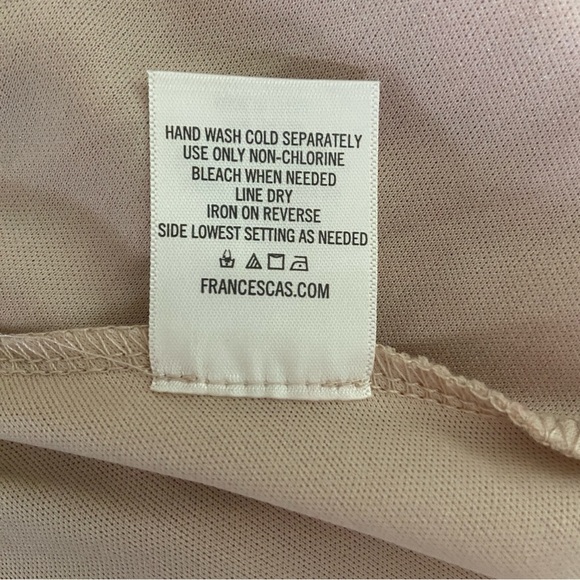 HAND WASH COLD SEPARATELY
USE ONLY NON-CHLORINE
BLEACH WHEN NEEDED
LINE DRY
IRON ON REVERSE
SIDE LOWEST SETTING AS NEEDED
FRANCESCAS.COM